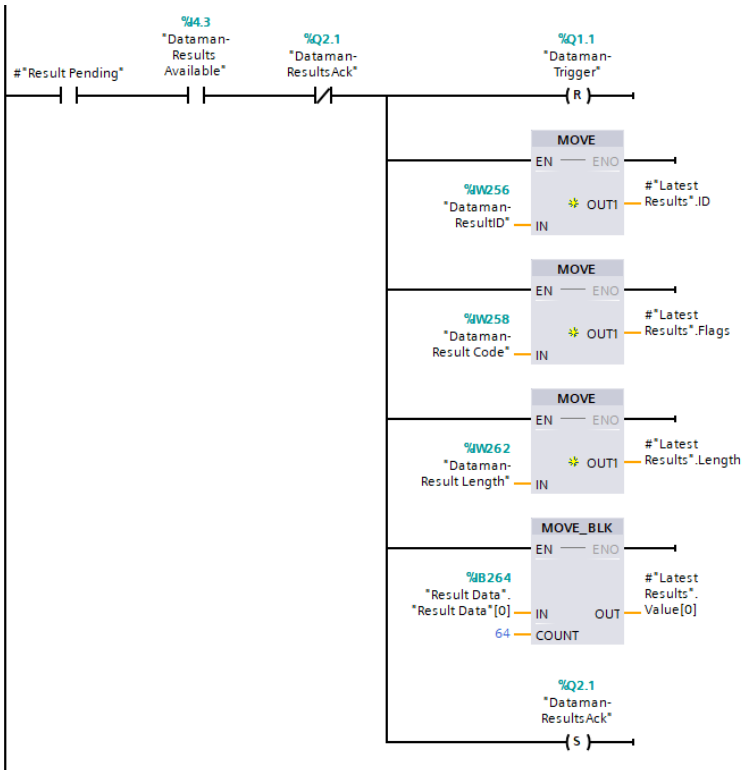 %I4.3
"Dataman-
Results
Available"
%Q2.1
"Dataman-
ResultsAck"
%Q1.1
"Dataman-
Trigger"
#"Result Pending"
R
MOVE
EN
ENO
%IW256
"Dataman-
ResultID"
IN
OUT1
#"Latest
Results".ID
MOVE
EN
ENO
%IW258
"Dataman-
Result Code"
IN
OUT1
#"Latest
Results".Flags
MOVE
EN
ENO
%IW262
"Dataman-
Result Length"
IN
OUT1
#"Latest
Results".Length
MOVE_BLK
EN
ENO
%IB264
"Result Data".
"Result Data"[0]
IN
64
COUNT
OUT
#"Latest
Results".
Value[0]
%Q2.1
"Dataman-
ResultsAck"
S